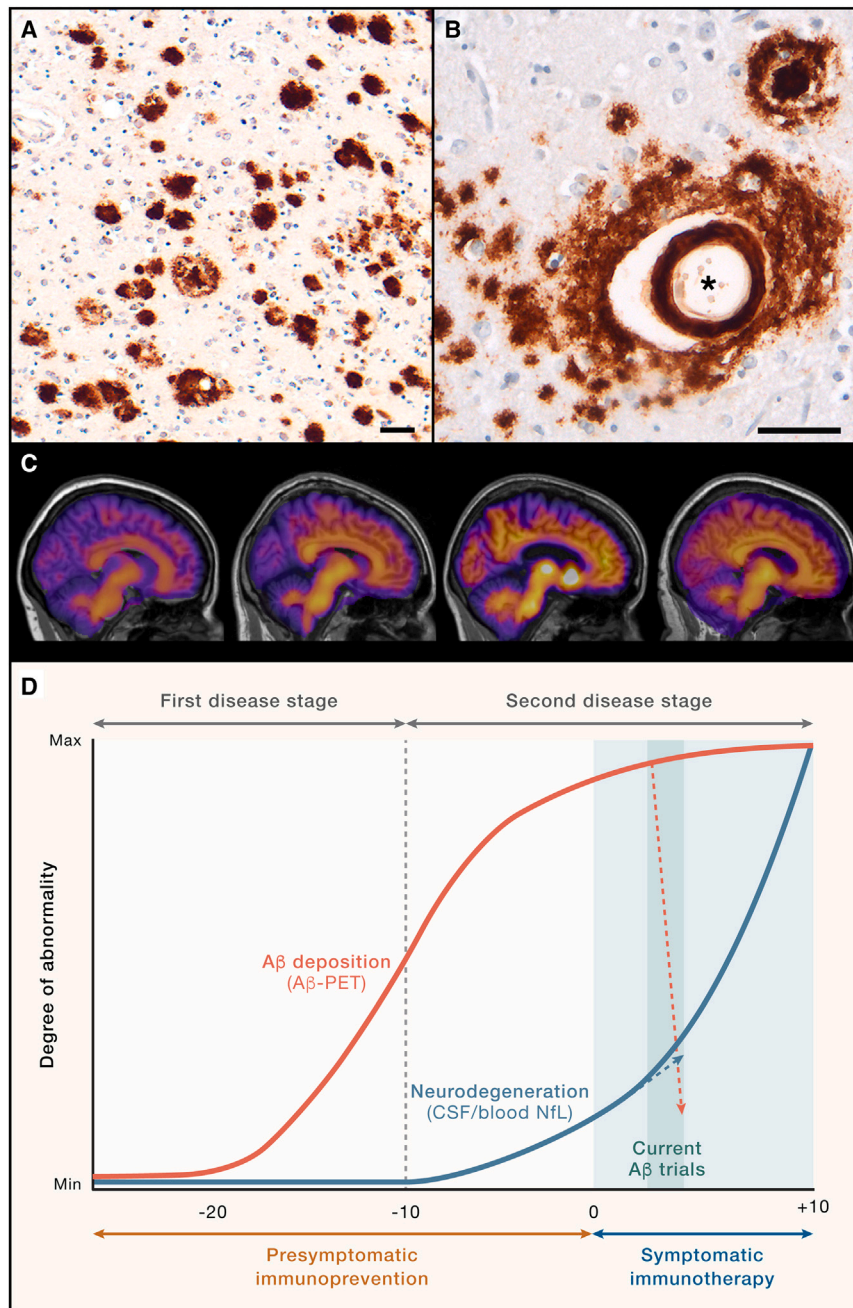 A
B
*
C
D
First disease stage
Second disease stage
Max
Degree of abnormality
Aβ deposition
(Aβ-PET)
Neurodegeneration
(CSF/blood NfL)
Current
Aβ trials
Min
-20
-10
0
+10
Presymptomatic
immunoprevention
Symptomatic
immunotherapy